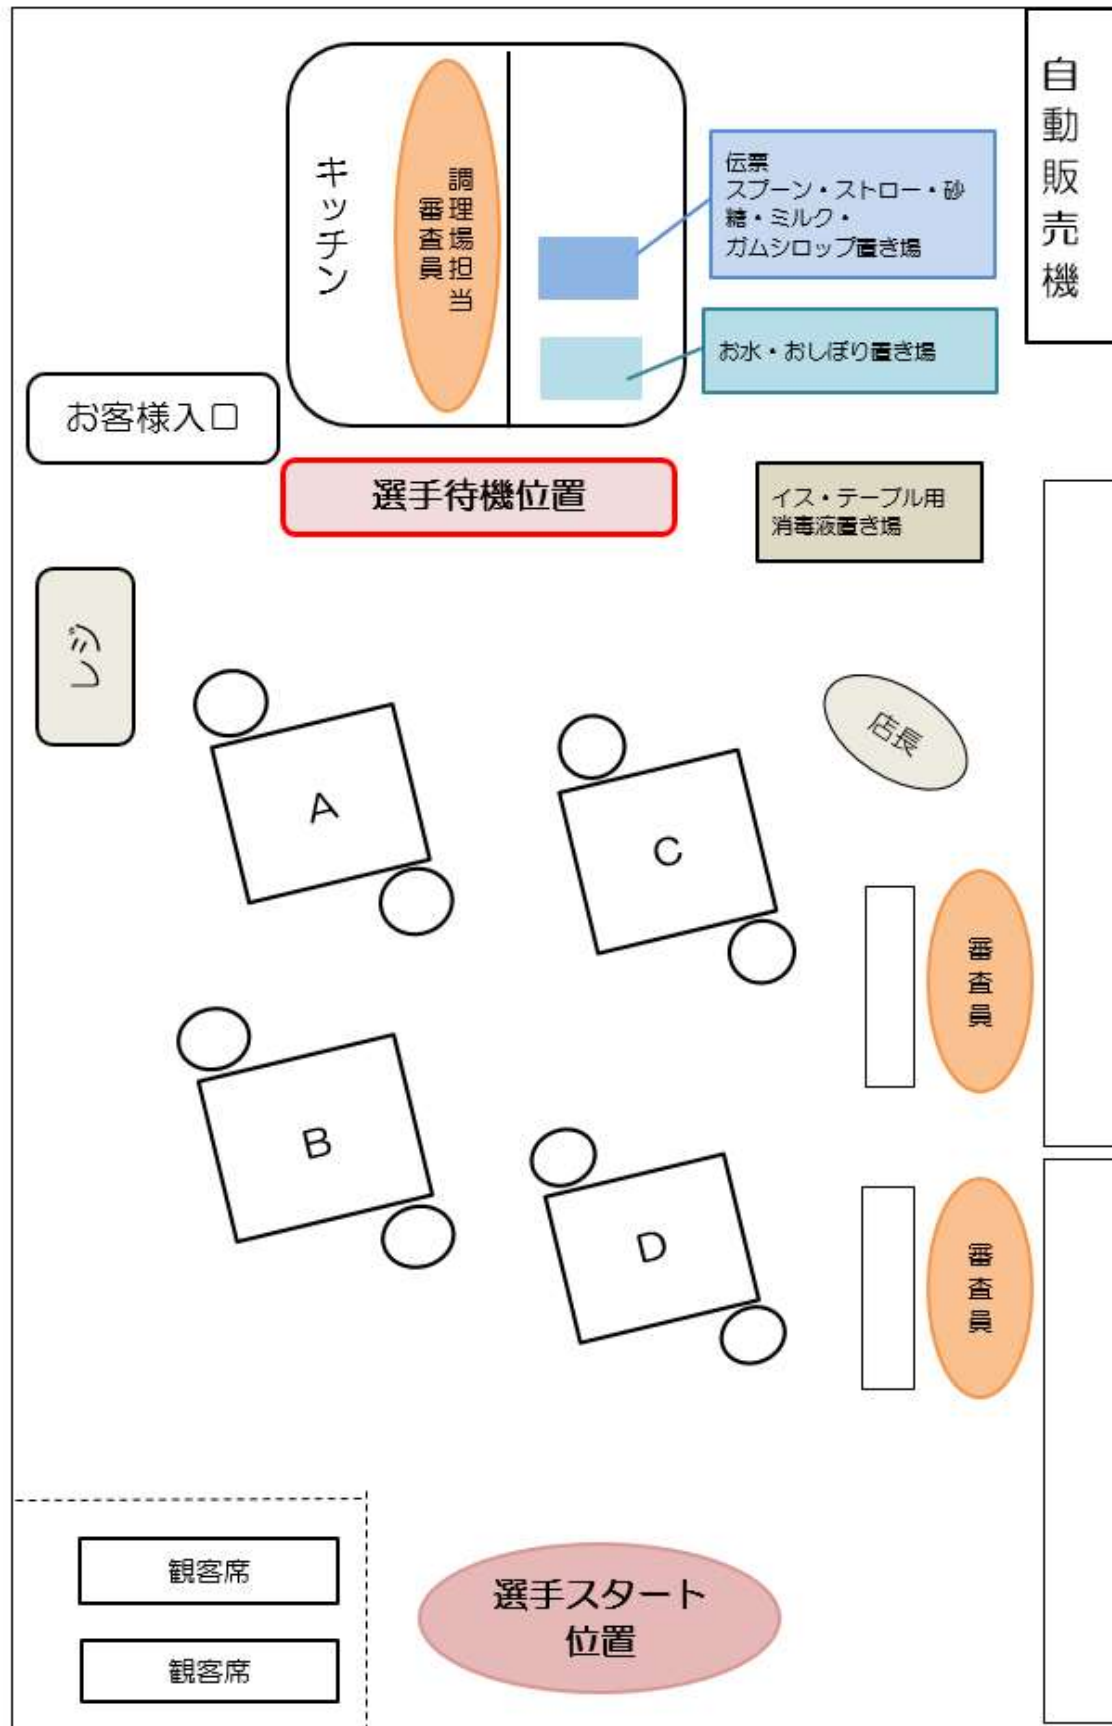 自動販売機
キッチン
調理場担当
審査員
伝票
スプーン・ストロー・砂
糖・ミルク・
ガムシロップ置き場
お水・おしぼり置き場
お客様入口
選手待機位置
イス・テーブル用
消毒液置き場
レジ
店長
A
C
審査員
B
D
審査員
観客席
観客席
選手スタート
位置